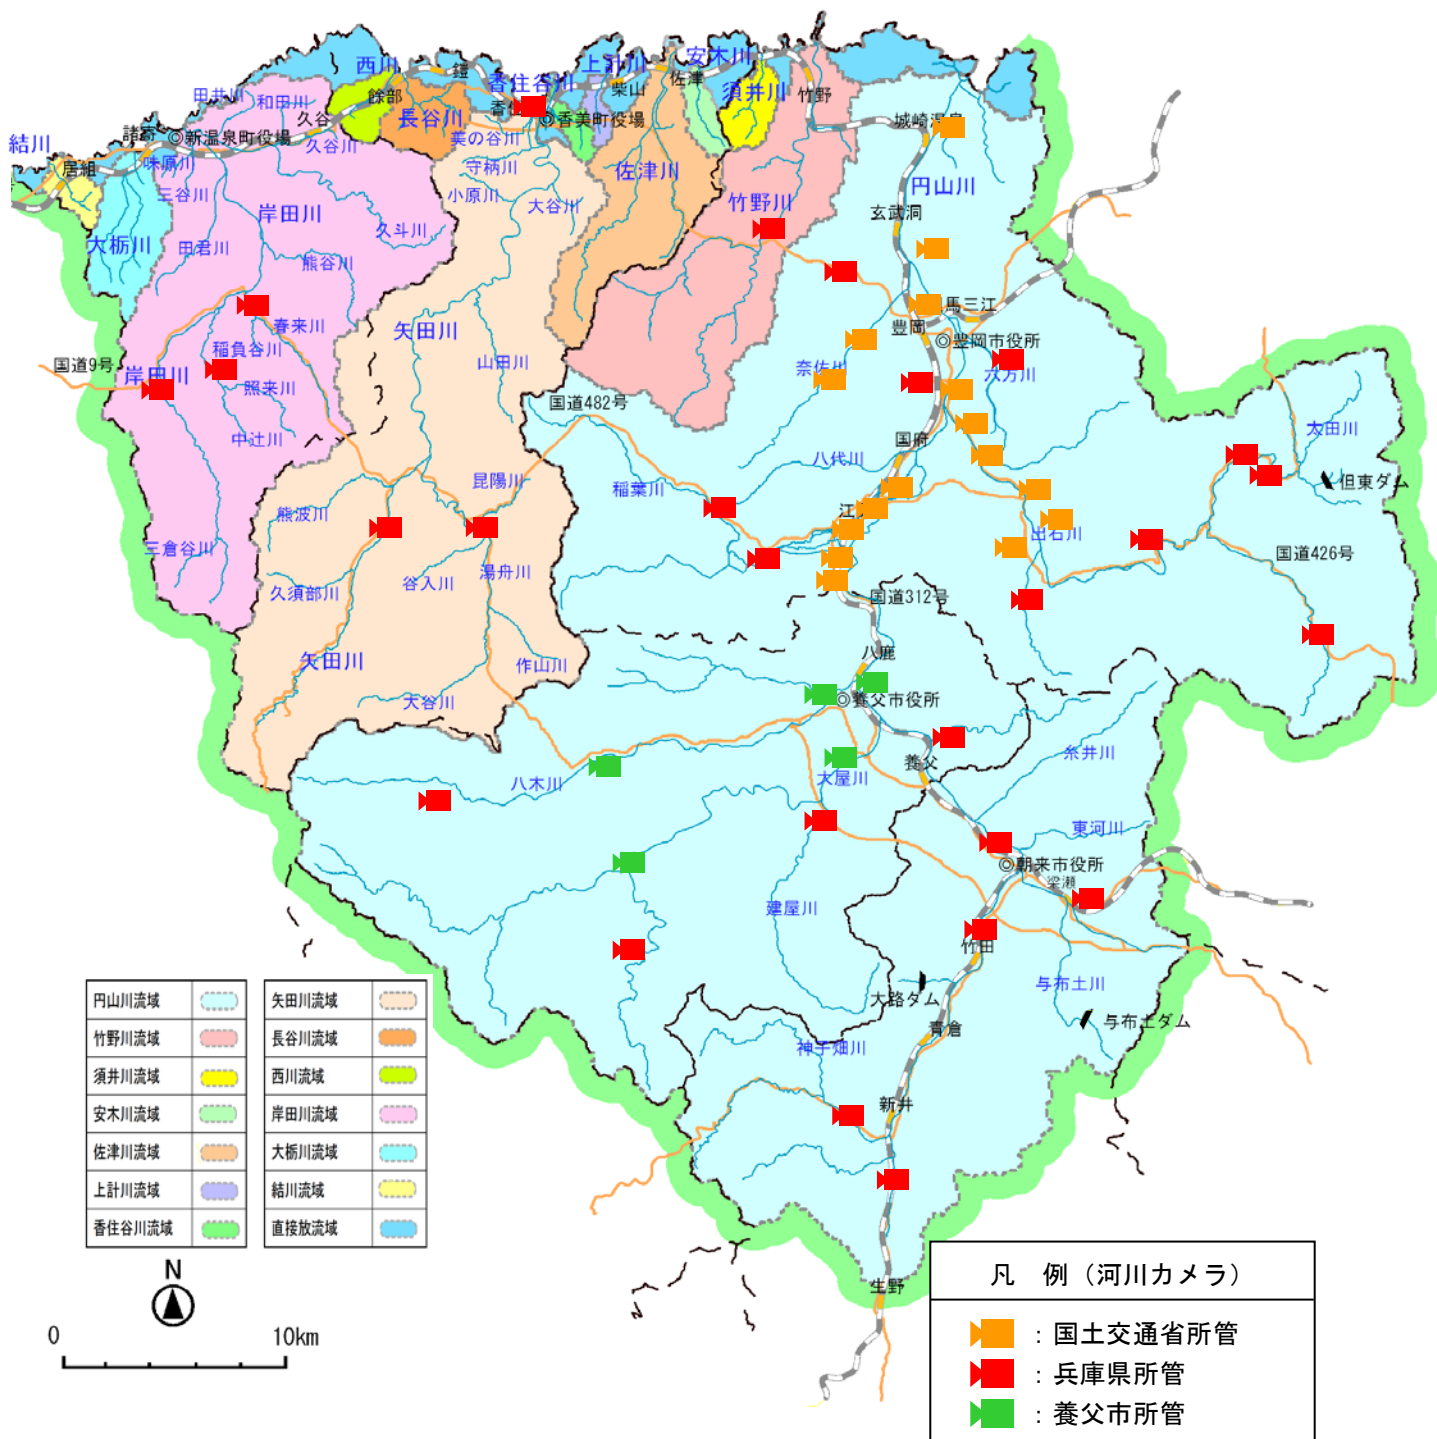 西川
鎧
香住谷川
上計川
安木川
佐津
柴山
須井川
竹野
田井川
和田川
久谷
餘部
長谷川
香住
◎香美町役場
結川
諸寄
◎新温泉町役場
久谷川
美の谷川
城崎温泉
居組
味原川
三谷川
守柄川
小原川
大谷川
佐津川
竹野川
円山川
玄武洞
大栃川
岸田川
田君川
久斗川
熊谷川
春来川
矢田川
山田川
馬三江
豊岡
◎豊岡市役所
国道9号
稲負谷川
岸田川
照来川
奈佐川
六方川
国道482号
中辻川
国府
太田川
八代川
昆陽川
稲葉川
但東ダム
江原
熊波川
三倉谷川
出石川
国道426号
湯舟川
谷入川
久須部川
国道312号
八鹿
矢田川
作山川
大谷川
◎養父市役所
糸井川
養父
八木川
大屋川
東河川
◎朝来市役所
梁瀬
建屋川
竹田
与布土川
大路ダム
与布土ダム
青倉
神子畑川
新井
生野
円山川流域 矢田川流域
竹野川流域 長谷川流域
須井川流域 西川流域
安木川流域 岸田川流域
佐津川流域 大栃川流域
上計川流域 結川流域
香住谷川流域 直接放流域
N
0 10km
凡 例（河川カメラ）
：国土交通省所管
：兵庫県所管
：養父市所管